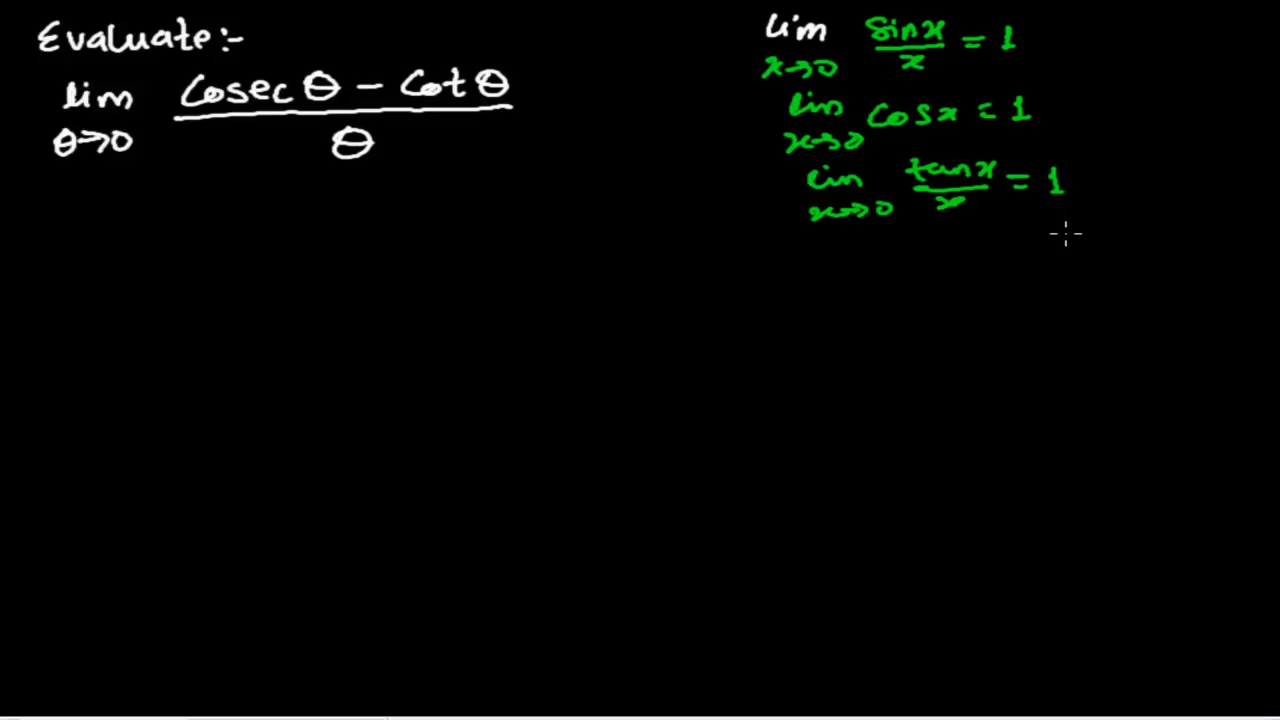 Evaluate:-
lim θ→0 (Cosec θ - Cot θ) / θ
lim x→0 sinx / x = 1
lim x→0 cosx = 1
lim x→0 tanx / x = 1